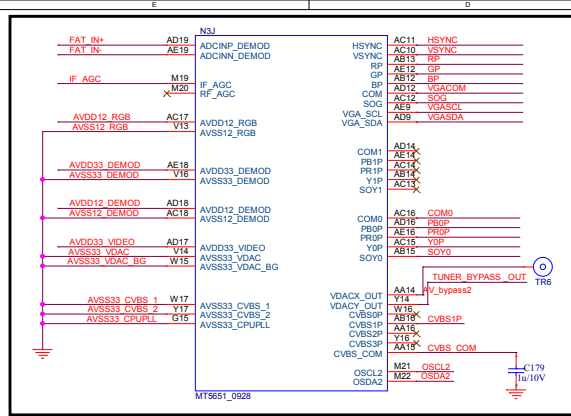 E D
N3J
FAT_IN+ AD19 ADCINP_DEMOD HSYNC AC11 HSYNC
FAT_IN- AE19 ADCINN_DEMOD VSYNC AC10 VSYNC
RP AB13 RP
GP AE12 GP
IF_AGC M19 IF_AGC BP AB12 BP
M20 RF_AGC COM AD12 VGACOM
SOG AC12 SOG
VGA_SCL AE9 VGASCL
AVDD12_RGB AC17 AVDD12_RGB VGA_SDA AD9 VGASDA
AVSS12_RGB V13 AVSS12_RGB
COM1 AD14
PB1P AE14
AVDD33_DEMOD AE18 AVDD33_DEMOD PR1P AC14
AVSS33_DEMOD V16 AVSS33_DEMOD Y1P AB14
SOY1 AC13
AVDD12_DEMOD AD18 AVDD12_DEMOD
AVSS12_DEMOD AC18 AVSS12_DEMOD COM0 AC16 COM0
PB0P AD16 PB0P
PR0P AE16 PR0P
AVDD33_VIDEO AD17 AVDD33_VIDEO Y0P AC15 Y0P
AVSS33_VDAC V14 AVSS33_VDAC SOY0 AB15 SOY0
AVSS33_VDAC_BG W15 AVSS33_VDAC_BG
TUNER_BYPASS_OUT TR6
VDACX_OUT AA14 AV_bypass2
AVSS33_CVBS_1 W17 AVSS33_CVBS_1 VDACY_OUT Y14
AVSS33_CVBS_2 Y17 AVSS33_CVBS_2 CVBS0P W16
AVSS33_CPUPLL G15 AVSS33_CPUPLL CVBS1P AB16 CVBS1P
CVBS2P AA16
CVBS3P Y16
CVBS_COM AA15 CVBS_COM
OSCL2 M21 OSCL2 C179
OSDA2 M22 OSDA2 1u/10V
MT5651_0928